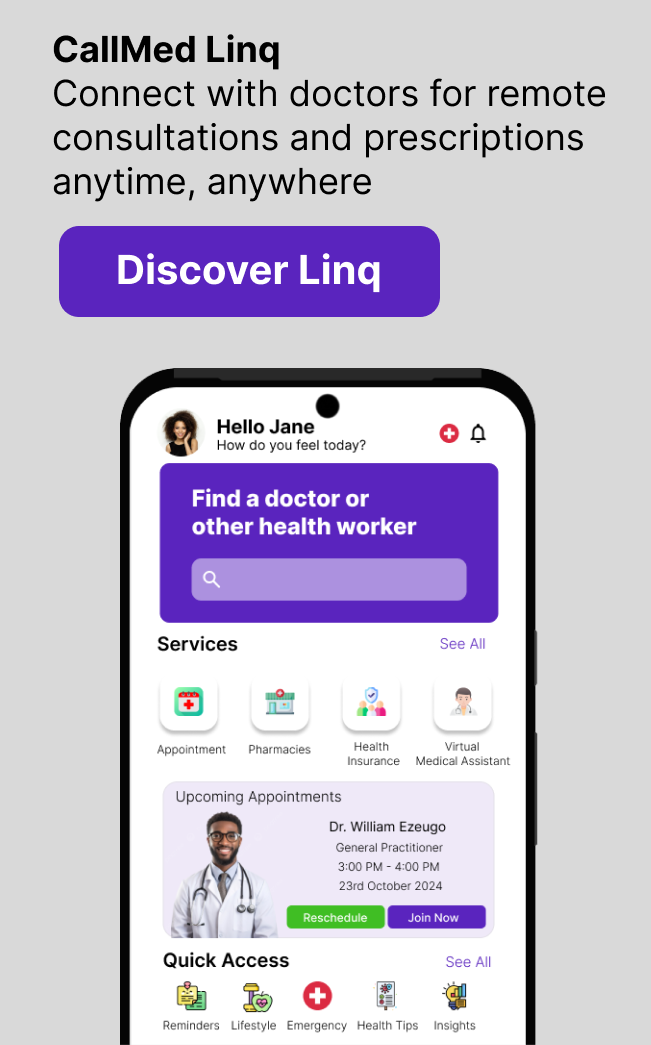 CallMed Linq
Connect with doctors for remote
consultations and prescriptions
anytime, anywhere
Discover Linq
Hello Jane
How do you feel today?
Find a doctor or
other health worker
Services
See All
Appointment
Pharmacies
Health
Insurance
Virtual
Medical Assistant
Upcoming Appointments
Dr. William Ezeugo
General Practitioner
3:00 PM - 4:00 PM
23rd October 2024
Reschedule
Join Now
Quick Access
See All
Reminders
Lifestyle
Emergency
Health Tips
Insights